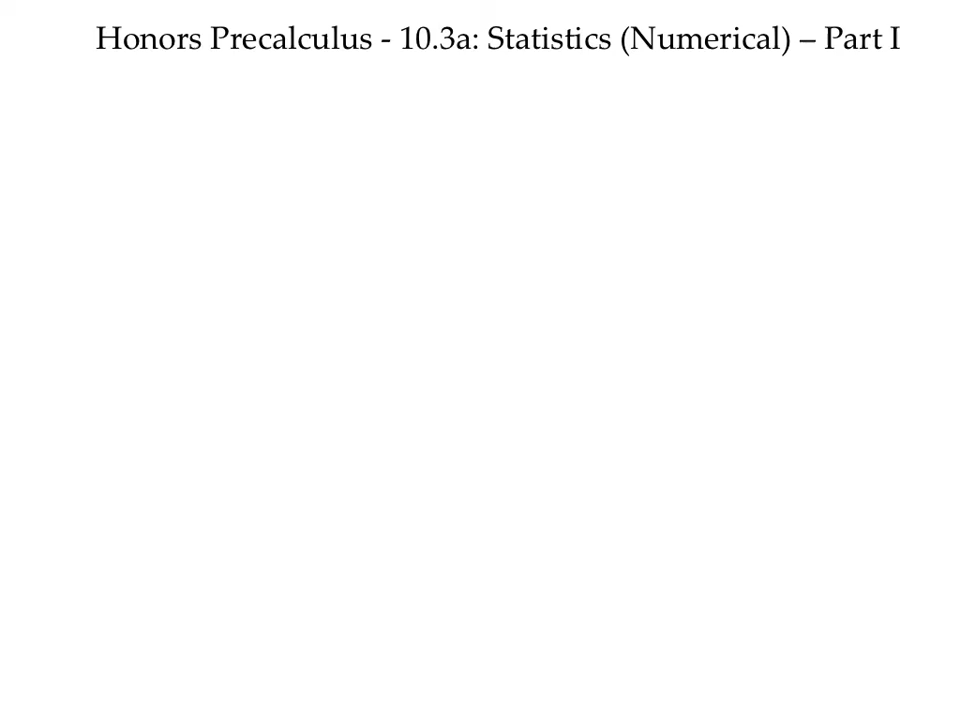 Honors Precalculus - 10.3a: Statistics (Numerical) – Part I